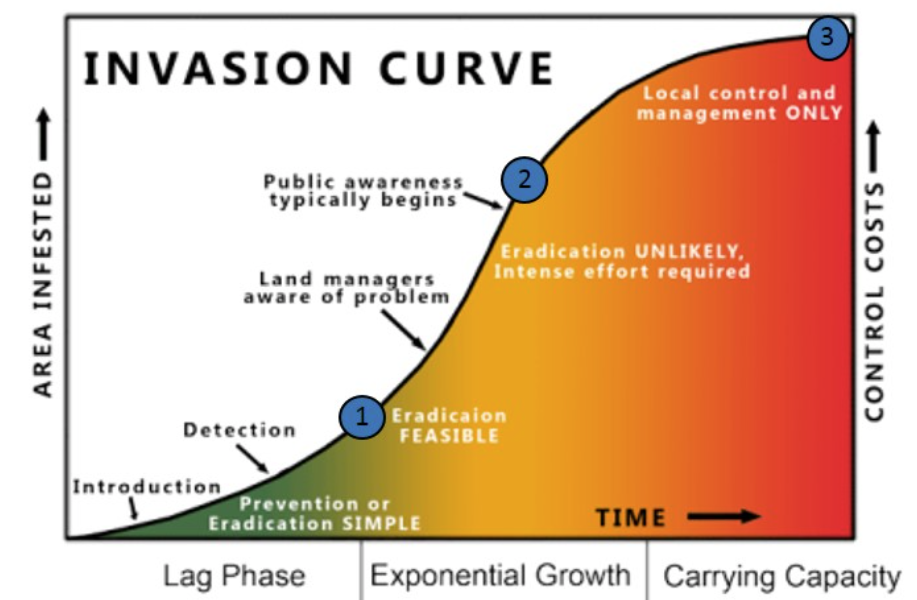 INVASION CURVE
3
Local control and
management ONLY
2
Public awareness
typically begins
Eradication UNLIKELY,
Intense effort required
Land managers
aware of problem
1
Eradicaion
FEASIBLE
Detection
Introduction
Prevention or
Eradication SIMPLE
TIME
AREA INFESTED
CONTROL COSTS
Lag Phase
Exponential Growth
Carrying Capacity